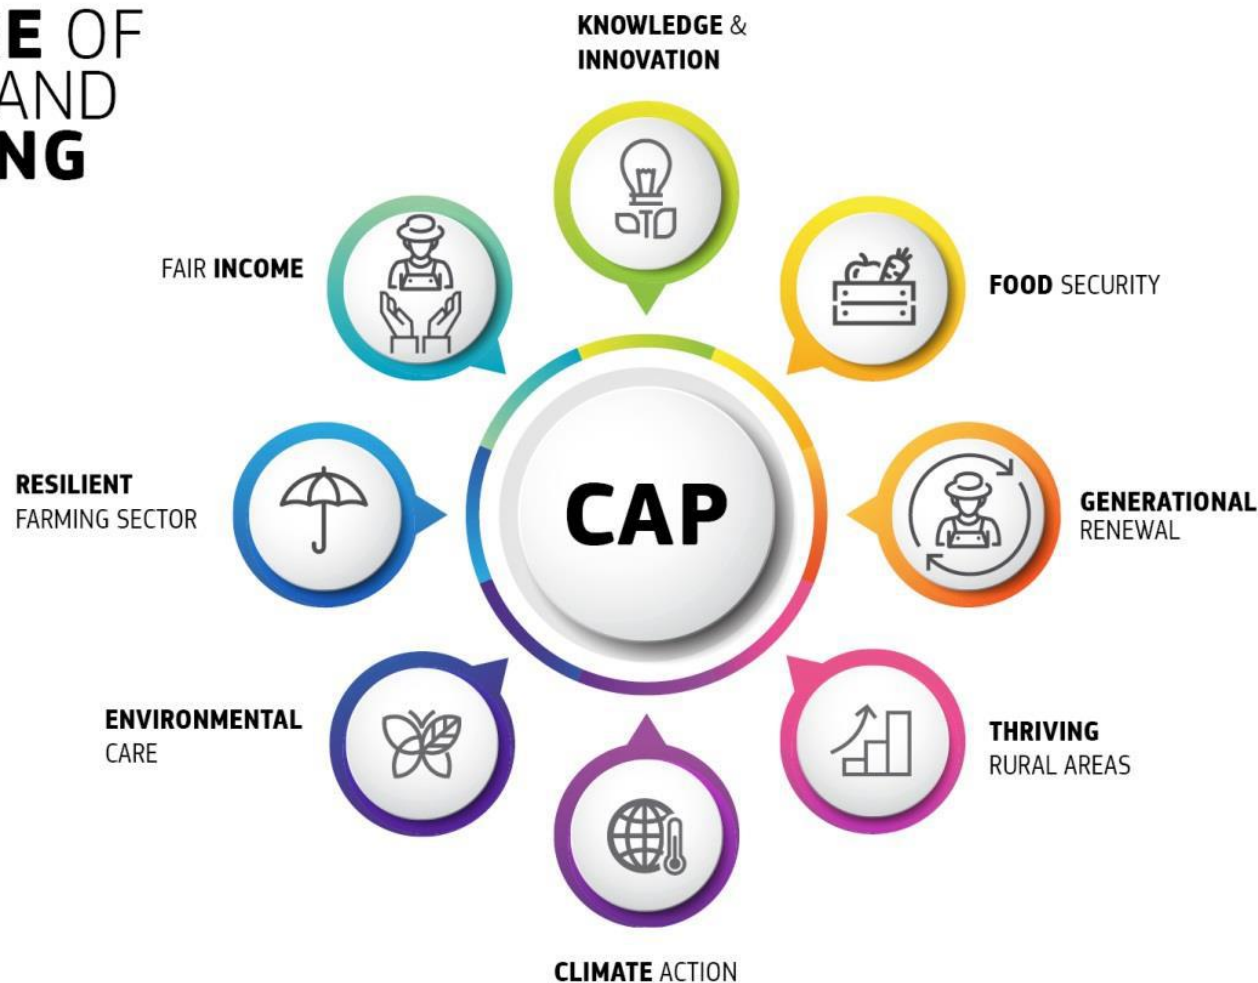 E OF
AND
NG
KNOWLEDGE &
INNOVATION
FOOD SECURITY
GENERATIONAL
RENEWAL
THRIVING
RURAL AREAS
CLIMATE ACTION
ENVIRONMENTAL
CARE
RESILIENT
FARMING SECTOR
FAIR INCOME
CAP